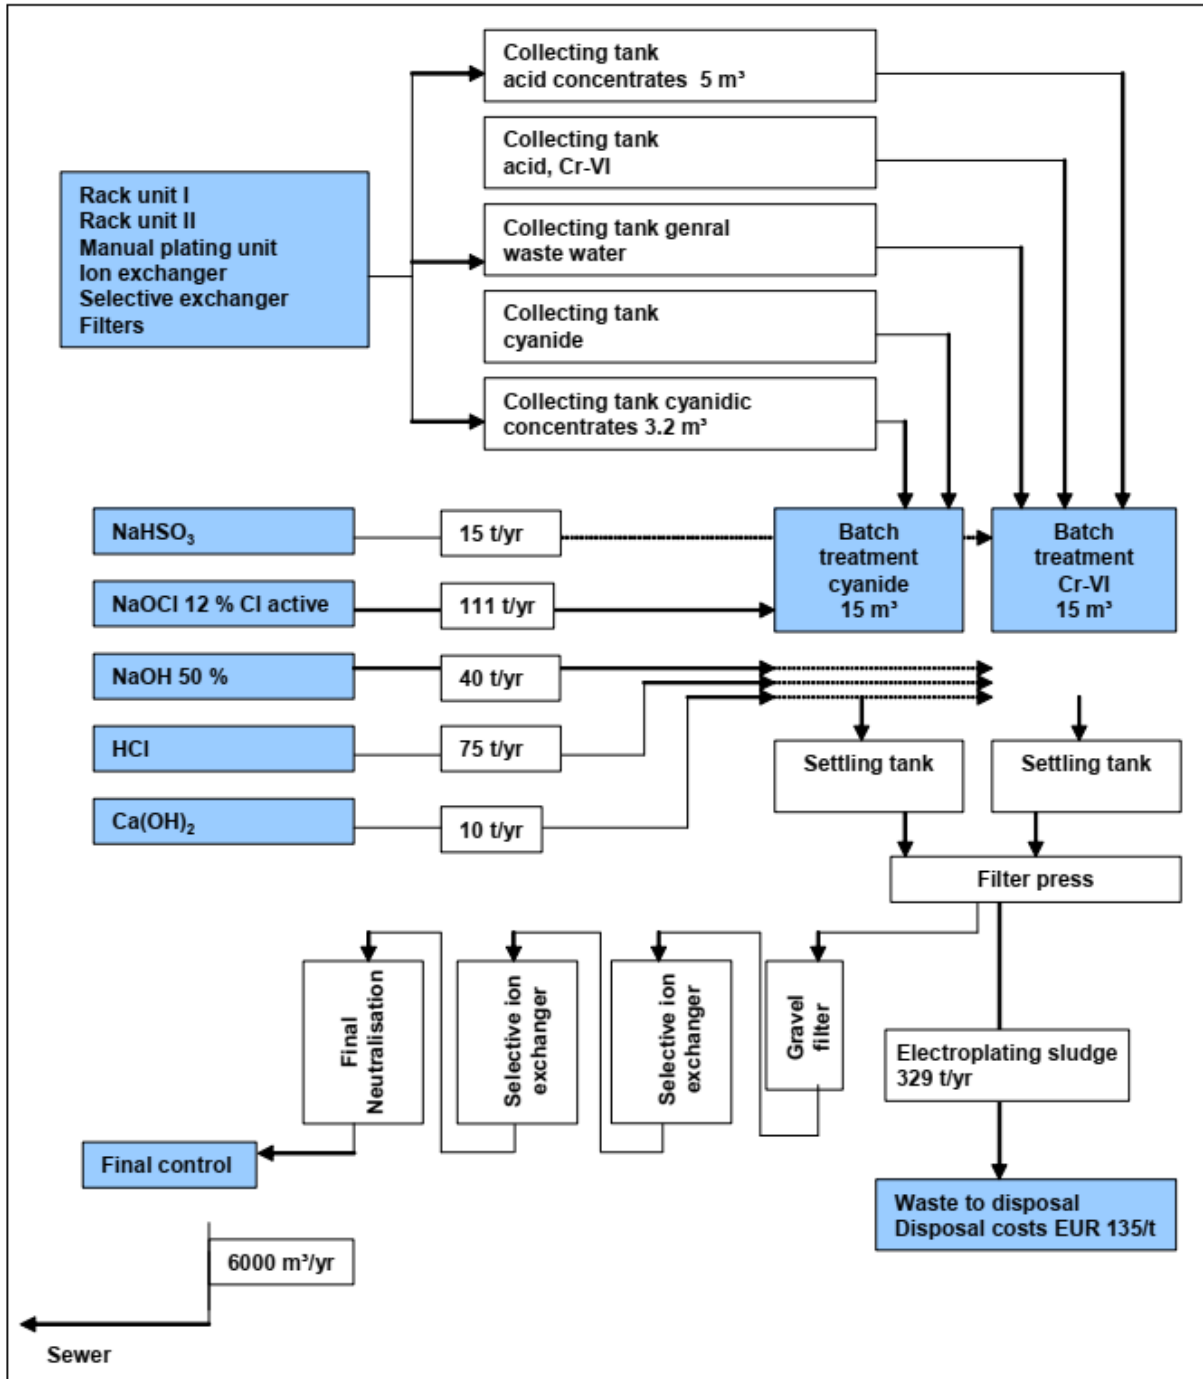 Collecting tank
acid concentrates 5 m³
Collecting tank
acid, Cr-VI
Rack unit I
Rack unit II
Manual plating unit
Ion exchanger
Selective exchanger
Filters
Collecting tank genral
waste water
Collecting tank
cyanide
Collecting tank cyanidic
concentrates 3.2 m³
NaHSO₃
15 t/yr
Batch
treatment
cyanide
15 m³
Batch
treatment
Cr-VI
15 m³
NaOCl 12 % Cl active
111 t/yr
NaOH 50 %
40 t/yr
HCl
75 t/yr
Settling tank
Settling tank
Ca(OH)₂
10 t/yr
Filter press
Final
Neutralisation
Selective ion
exchanger
Selective ion
exchanger
Gravel
filter
Electroplating sludge
329 t/yr
Final control
Waste to disposal
Disposal costs EUR 135/t
6000 m³/yr
Sewer